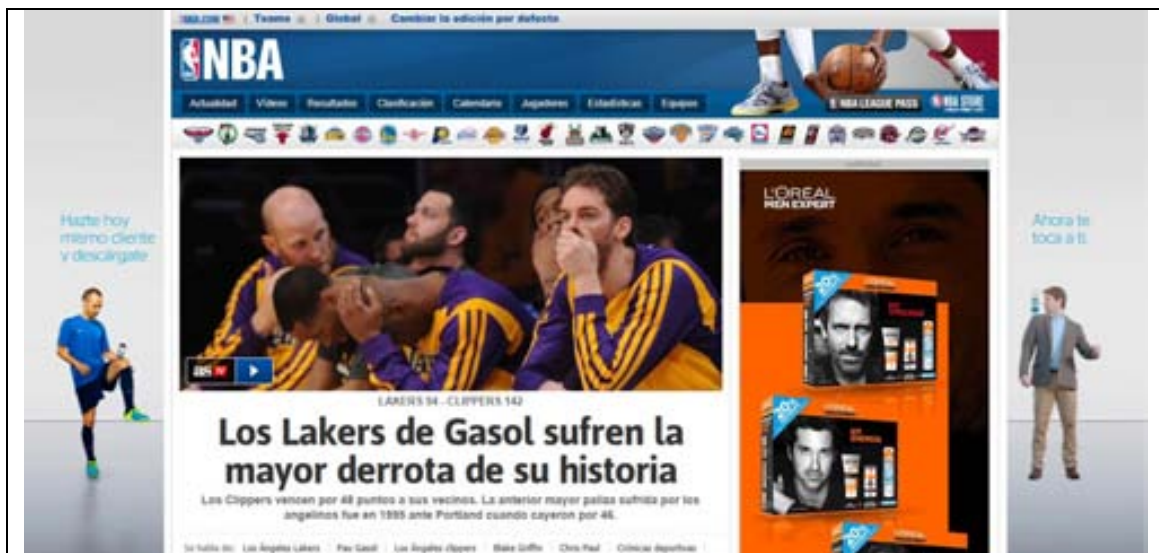 NBA.COM | Teams | Global Cambiar la edición por defecto.
NBA
Actualidad Vídeos Resultados Clasificación Calendario Jugadores Estadísticas Equipos
NBA LEAGUE PASS NBA STORE
L'ORÉAL
MEN EXPERT
Hazte hoy
mismo cliente
y descárgate
Ahora te
toca a ti.
as tv
LAKERS 94 - CLIPPERS 142
Los Lakers de Gasol sufren la
mayor derrota de su historia
Los Clippers vencen por 48 puntos a sus vecinos. La anterior mayor paliza sufrida por los
angelinos fue en 1995 ante Portland cuando cayeron por 46.
Se habla de: Los Ángeles Lakers Pau Gasol Los Ángeles clippers Blake Griffin Chris Paul Crónicas deportivas